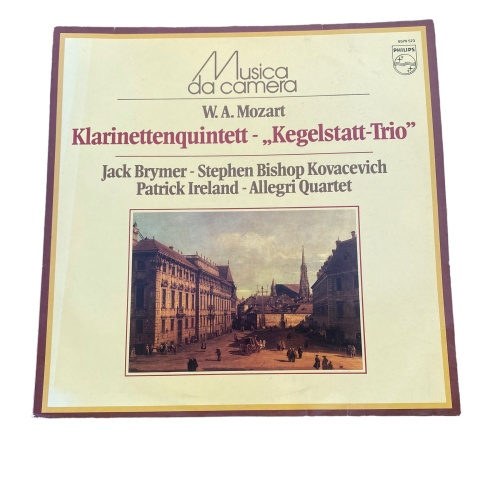 PHILIPS
Musica
da camera
W. A. Mozart
Klarinettenquintett - „Kegelstatt-Trio”
Jack Brymer - Stephen Bishop Kovacevich
Patrick Ireland - Allegri Quartet